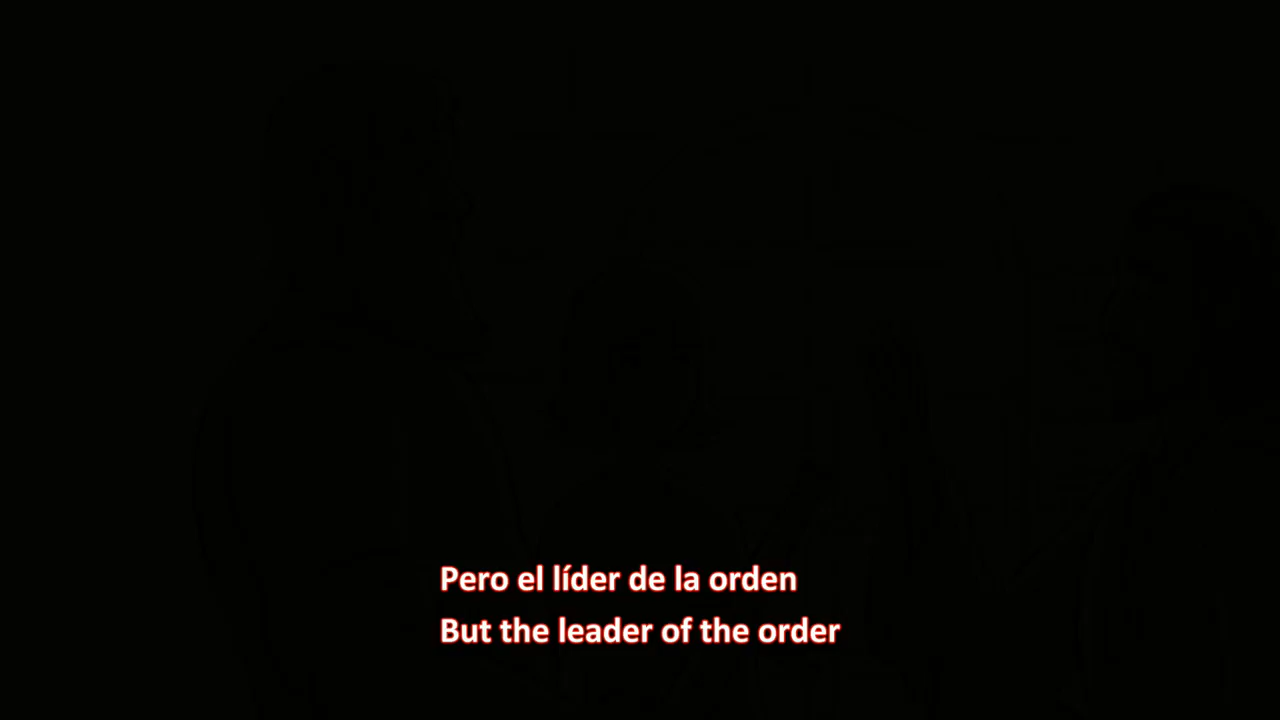 Pero el líder de la orden
But the leader of the order